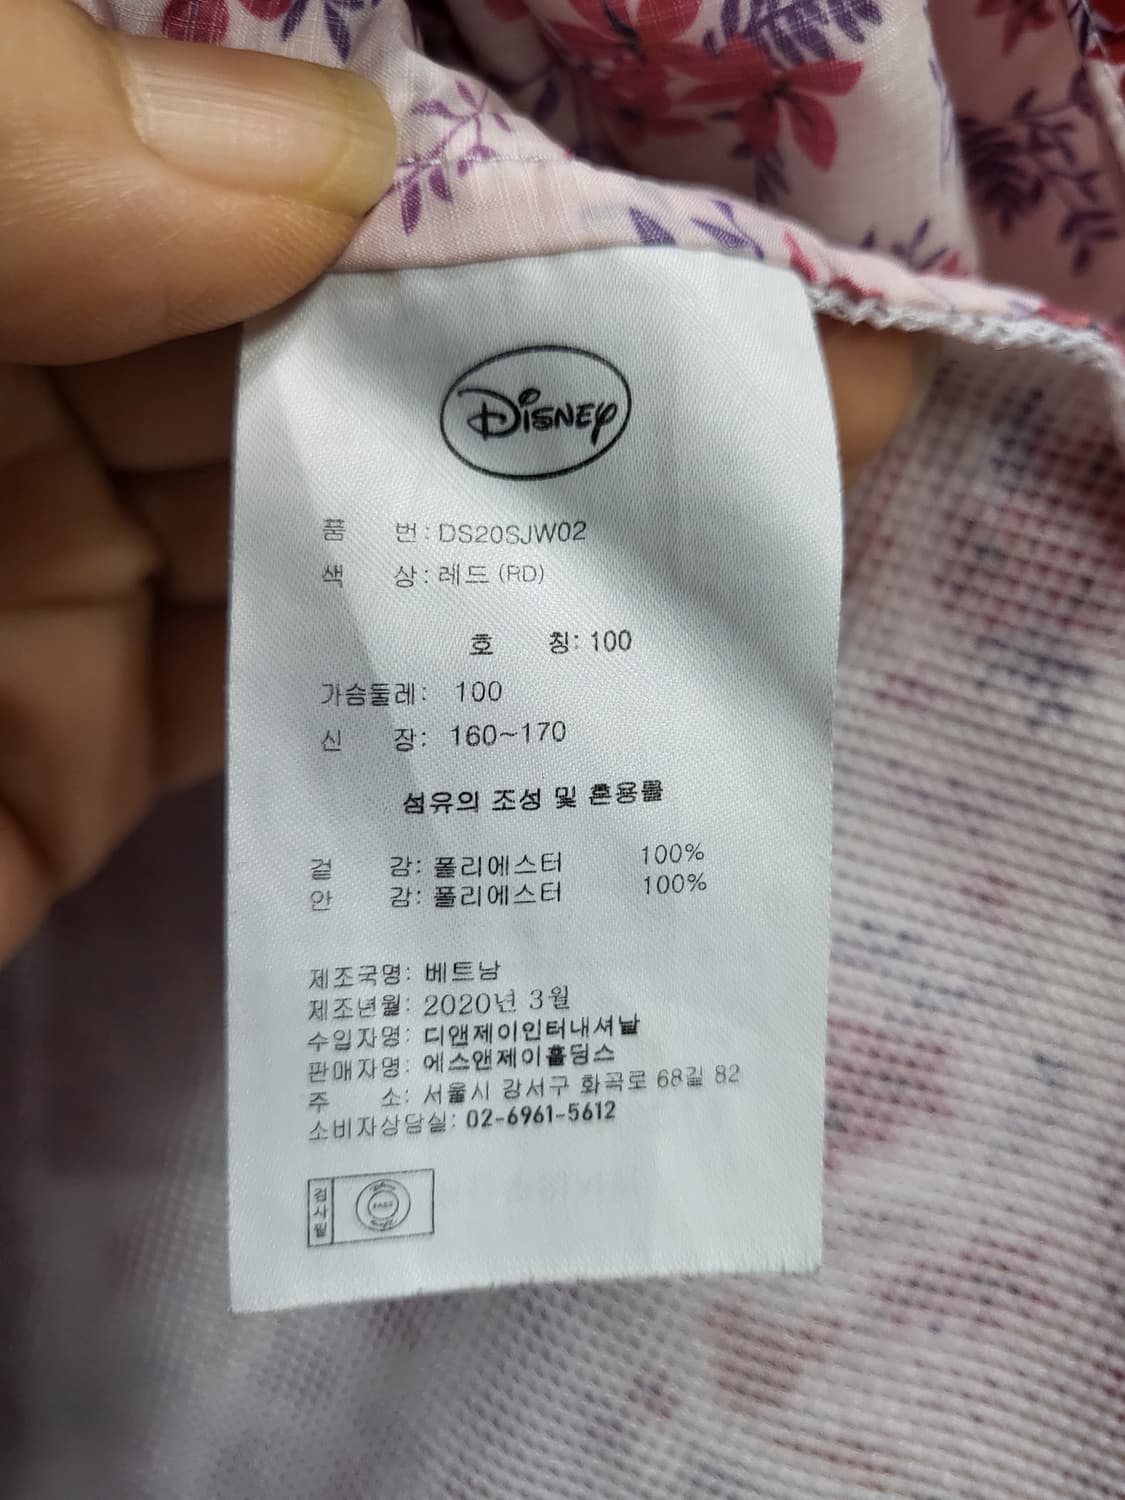 Disney
품 번: DS20SJW02
색 상: 레드 (RD)
호 칭: 100
가슴둘레: 100
신 장: 160~170
섬유의 조성 및 혼용률
겉 감: 폴리에스터 100%
안 감: 폴리에스터 100%
제조국명: 베트남
제조년월: 2020년 3월
수입자명: 디앤제이인터내셔날
판매자명: 에스앤제이홀딩스
주 소: 서울시 강서구 화곡로 68길 82
소비자상담실: 02-6961-5612
검사필